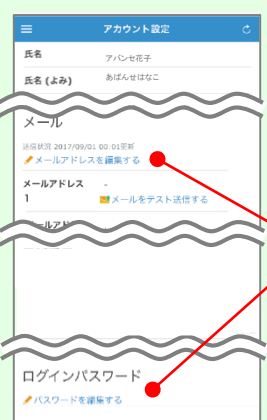 アカウント設定
氏名 アバンセ花子
氏名 (よみ) あばんせはなこ
メール
送信状況 2017/09/01 00:01更新
メールアドレスを編集する
メールアドレス -
1 メールをテスト送信する
ログインパスワード
パスワードを編集する